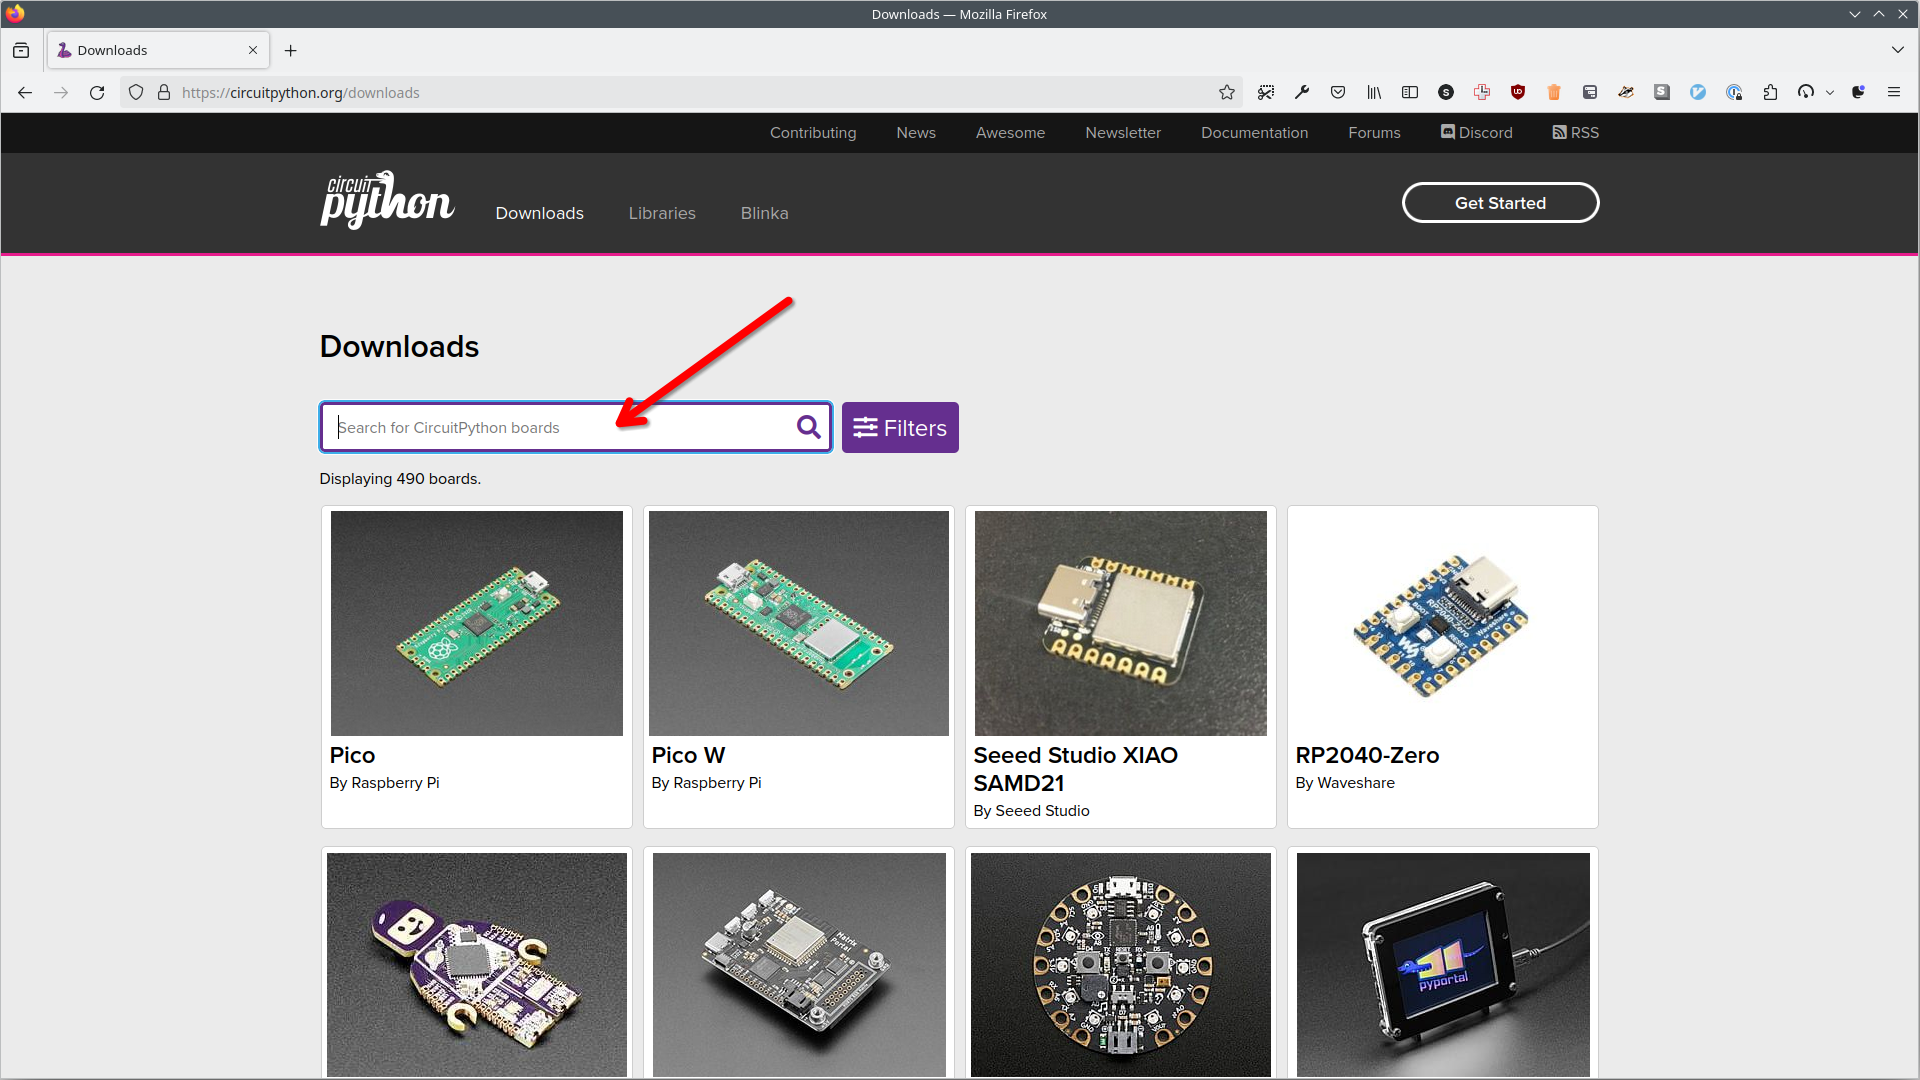 Downloads — Mozilla Firefox
Downloads
https://circuitpython.org/downloads
Contributing News Awesome Newsletter Documentation Forums Discord RSS
circuit
python
Downloads Libraries Blinka
Get Started
Downloads
Search for CircuitPython boards
Filters
Displaying 490 boards.
Pico
By Raspberry Pi
Pico W
By Raspberry Pi
Seeed Studio XIAO
SAMD21
By Seeed Studio
RP2040-Zero
By Waveshare
Matrix
Portal
pyportal